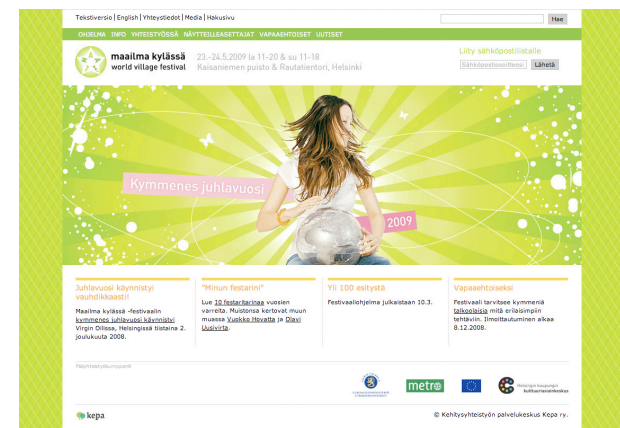 Tekstiversio | English | Yhteystiedot | Media | Hakusivu
Hae
OHJELMA INFO YHTEISTYÖSSÄ NÄYTTEILLEASETTAJAT VAPAAEHTOISET UUTISET
maailma kylässä
world village festival
23.-24.5.2009 la 11-20 & su 11-18
Kaisaniemen puisto & Rautatientori, Helsinki
Liity sähköpostilistalle
Sähköpostiosoitteesi
Lähetä
Kymmenes juhlavuosi
2009
Juhlavuosi käynnistyi
vauhdikkaasti!
Maailma kylässä -festivaalin
kymmenes juhlavuosi käynnistyi
Virgin Oilissa, Helsingissä tiistaina 2.
joulukuuta 2008.
"Minun festarini"
Lue 10 festaritarinaa vuosien
varrelta. Muistonsa kertovat muun
muassa Vuokko Hovatta ja Olavi
Uusivirta.
Yli 100 esitystä
Festivaaliohjelma julkaistaan 10.3.
Vapaaehtoiseksi
Festivaali tarvitsee kymmeniä
talkoolaisia mitä erilaisimpiin
tehtäviin. Ilmoittautuminen alkaa
8.12.2008.
Pääyhteistyökumppanit
metro
Helsingin kaupungin
kulttuuriasiainkeskus
kepa
© Kehitysyhteistyön palvelukeskus Kepa ry.